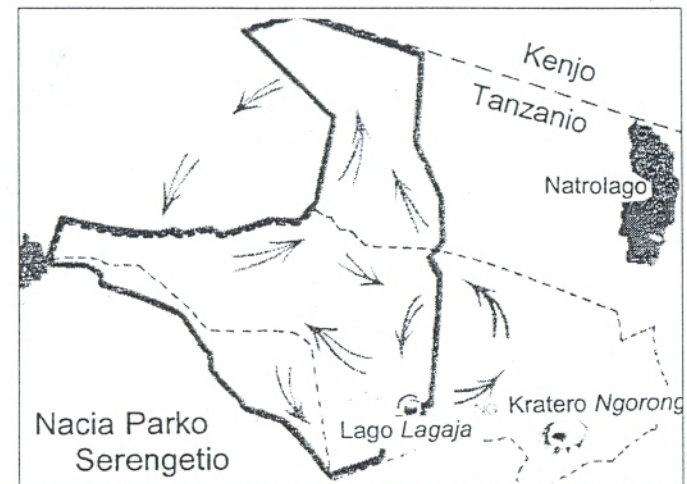 Kenjo
Tanzanio
Natrolago
Kratero Ngorong
Lago Lagaja
Nacia Parko
Serengetio